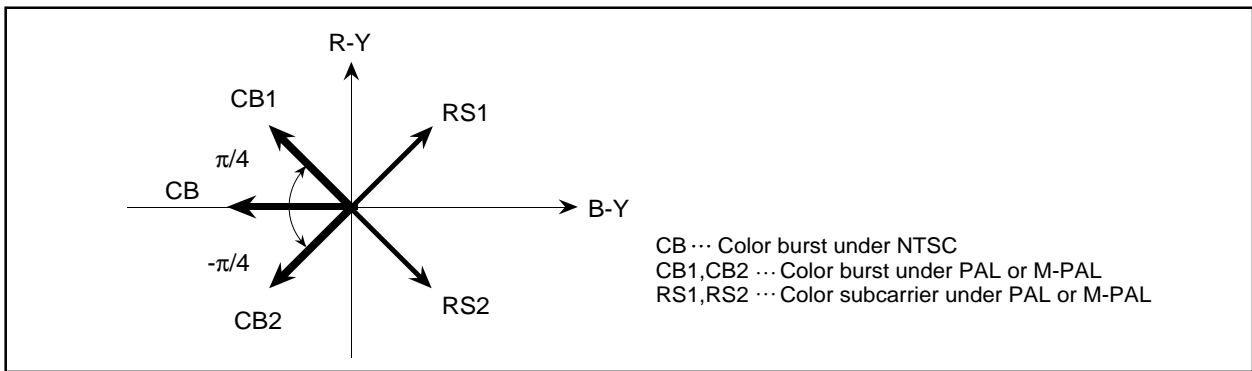 R-Y
CB1
RS1
π/4
CB
B-Y
-π/4
CB2
RS2
CB ··· Color burst under NTSC
CB1,CB2 ··· Color burst under PAL or M-PAL
RS1,RS2 ··· Color subcarrier under PAL or M-PAL